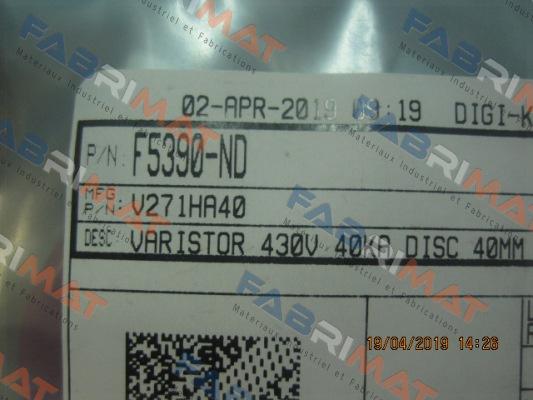 02-APR-2019 09:19 DIGI-K
P/N: F5390-ND
MFG P/N: V271HA40
DESC VARISTOR 430V 40KA DISC 40MM
19/04/2019 14:26
FABRIMAT
Materiaux Industriel et Fabrications